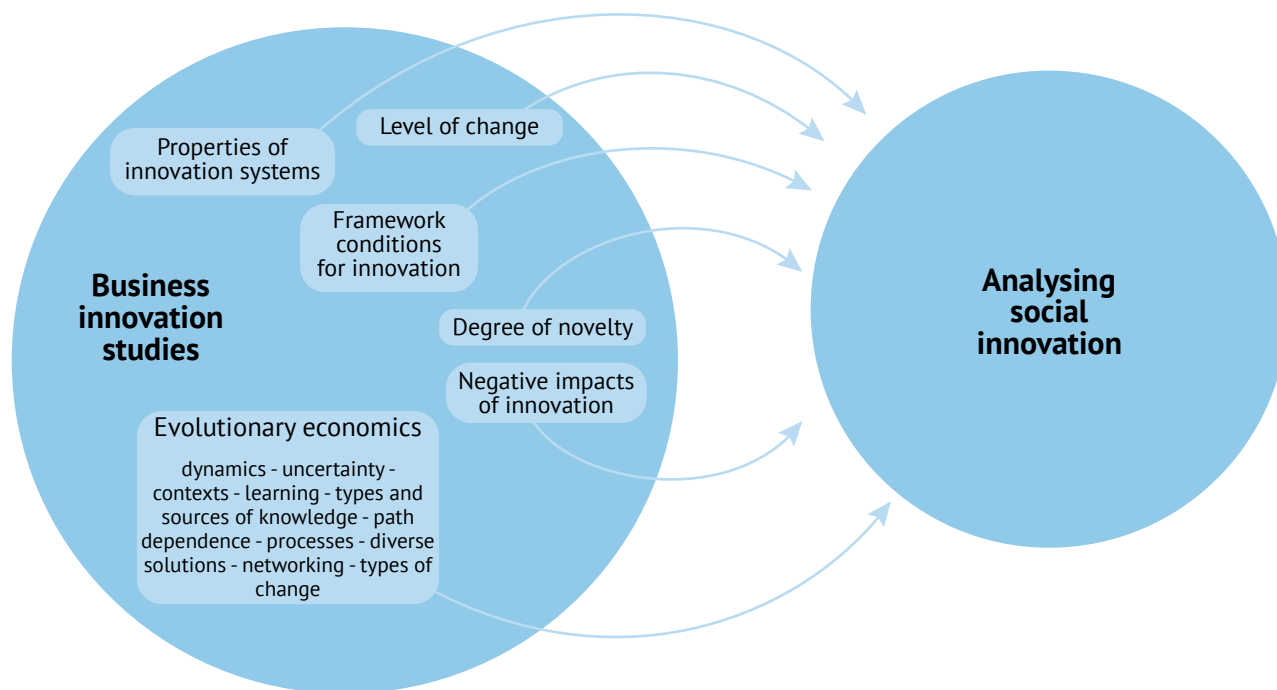 Level of change
Properties of
innovation systems
Framework
conditions
for innovation
Business
innovation
studies
Degree of novelty
Negative impacts
of innovation
Evolutionary economics
dynamics - uncertainty -
contexts - learning - types and
sources of knowledge - path
dependence - processes - diverse
solutions - networking - types of
change
Analysing
social
innovation